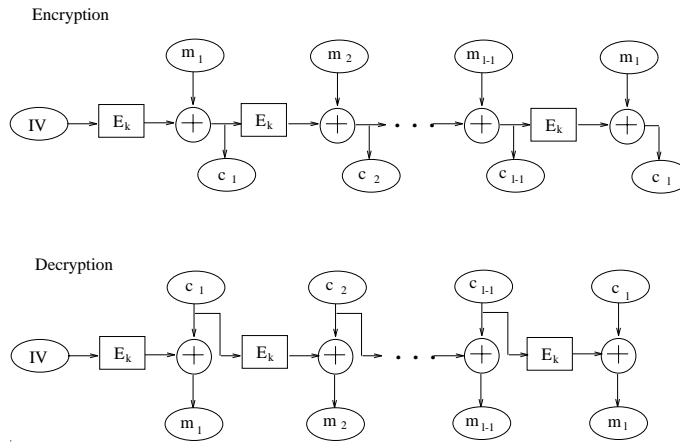 Encryption
m 1 m 2 m l-1 m l
IV E k E k . . . E k
c 1 c 2 c l-1 c l
Decryption
c 1 c 2 c l-1 c l
IV E k E k . . . E k
m 1 m 2 m l-1 m l